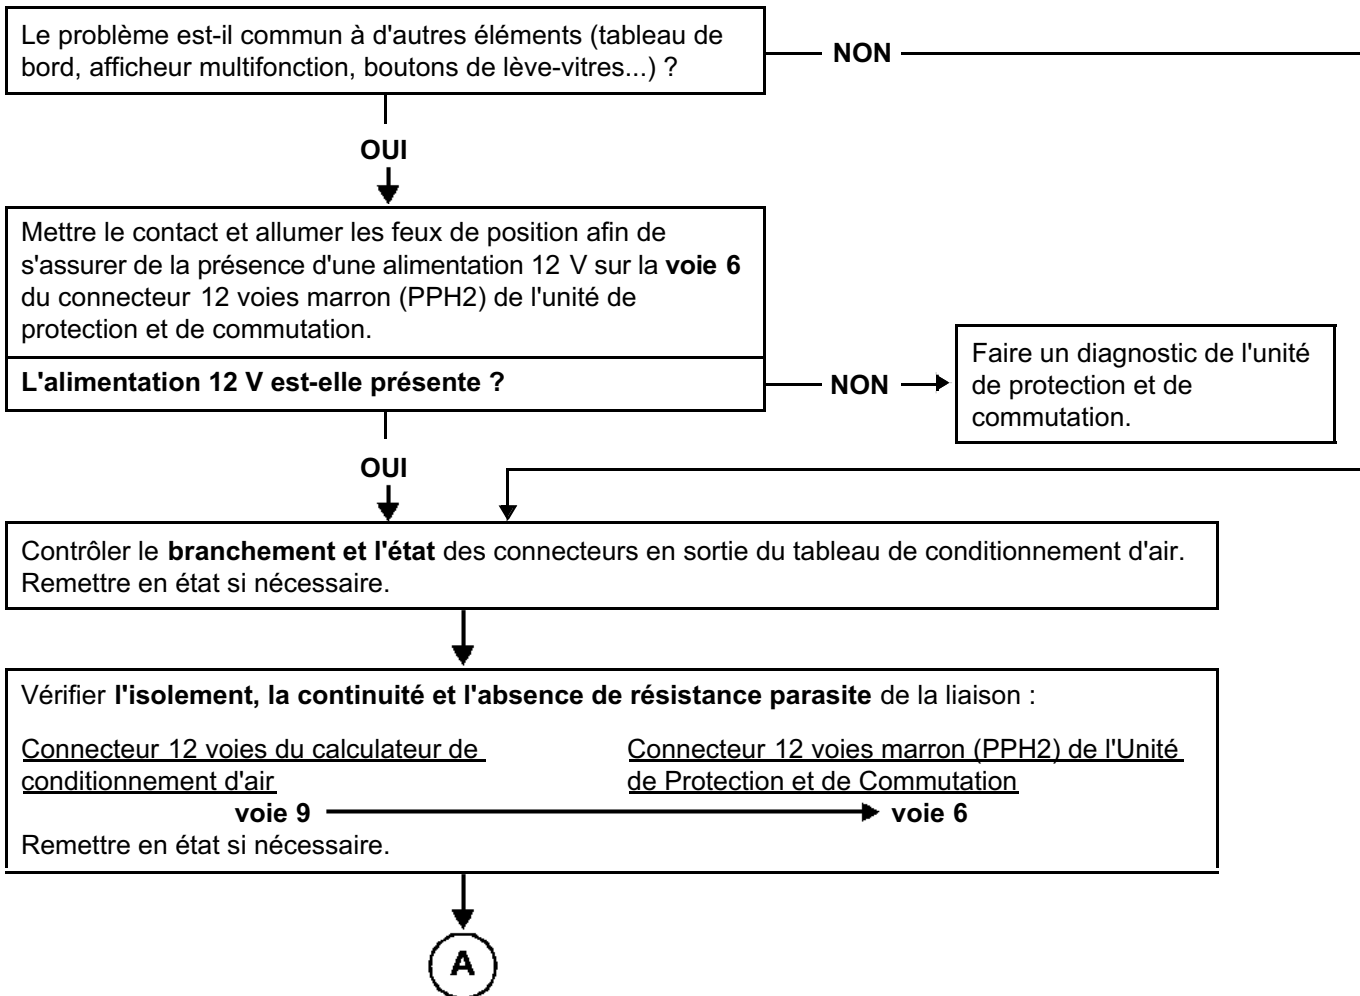 Le problème est-il commun à d'autres éléments (tableau de
bord, afficheur multifonction, boutons de lève-vitres...) ?
NON
OUI
Mettre le contact et allumer les feux de position afin de
s'assurer de la présence d'une alimentation 12 V sur la voie 6
du connecteur 12 voies marron (PPH2) de l'unité de
protection et de commutation.
L'alimentation 12 V est-elle présente ?
NON
Faire un diagnostic de l'unité
de protection et de
commutation.
OUI
Contrôler le branchement et l'état des connecteurs en sortie du tableau de conditionnement d'air.
Remettre en état si nécessaire.
Vérifier l'isolement, la continuité et l'absence de résistance parasite de la liaison :
Connecteur 12 voies du calculateur de
conditionnement d'air
Connecteur 12 voies marron (PPH2) de l'Unité
de Protection et de Commutation
voie 9
voie 6
Remettre en état si nécessaire.
A